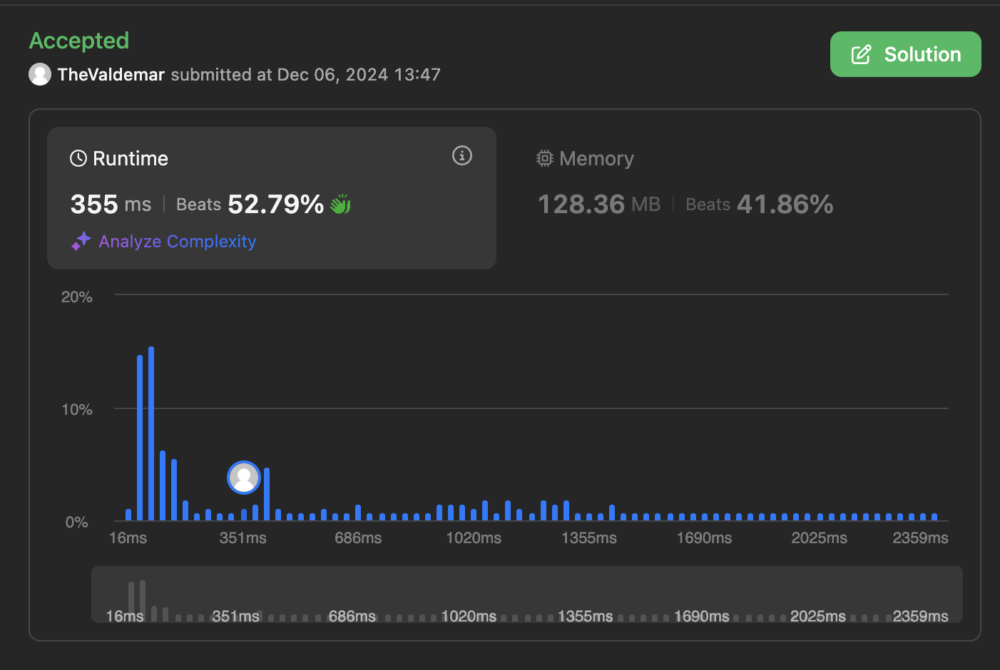 Accepted
Solution
TheValdemar submitted at Dec 06, 2024 13:47
Runtime
355 ms | Beats 52.79%
Analyze Complexity
Memory
128.36 MB | Beats 41.86%
20%
10%
0%
16ms 351ms 686ms 1020ms 1355ms 1690ms 2025ms 2359ms
16ms 351ms 686ms 1020ms 1355ms 1690ms 2025ms 2359ms